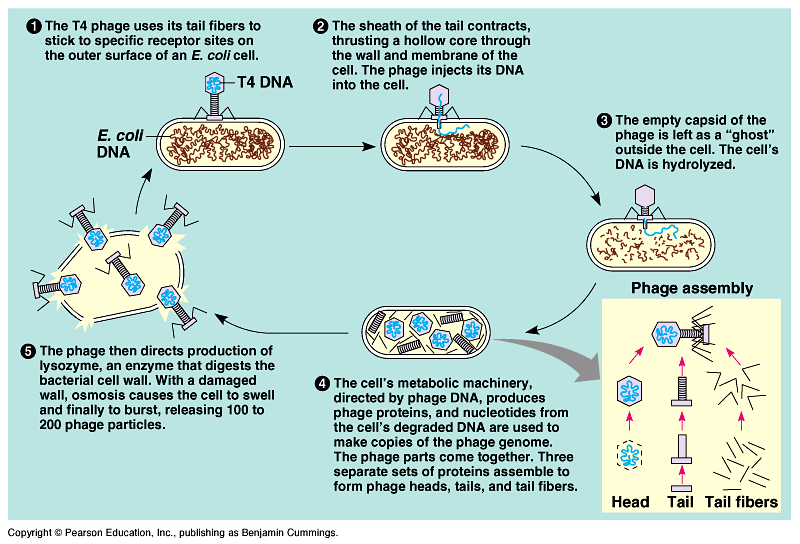 1 The T4 phage uses its tail fibers to
stick to specific receptor sites on
the outer surface of an E. coli cell.
T4 DNA
E. coli
DNA
2 The sheath of the tail contracts,
thrusting a hollow core through
the wall and membrane of the
cell. The phage injects its DNA
into the cell.
3 The empty capsid of the
phage is left as a “ghost”
outside the cell. The cell’s
DNA is hydrolyzed.
Phage assembly
Head Tail Tail fibers
4 The cell’s metabolic machinery,
directed by phage DNA, produces
phage proteins, and nucleotides from
the cell’s degraded DNA are used to
make copies of the phage genome.
The phage parts come together. Three
separate sets of proteins assemble to
form phage heads, tails, and tail fibers.
5 The phage then directs production of
lysozyme, an enzyme that digests the
bacterial cell wall. With a damaged
wall, osmosis causes the cell to swell
and finally to burst, releasing 100 to
200 phage particles.
Copyright © Pearson Education, Inc., publishing as Benjamin Cummings.